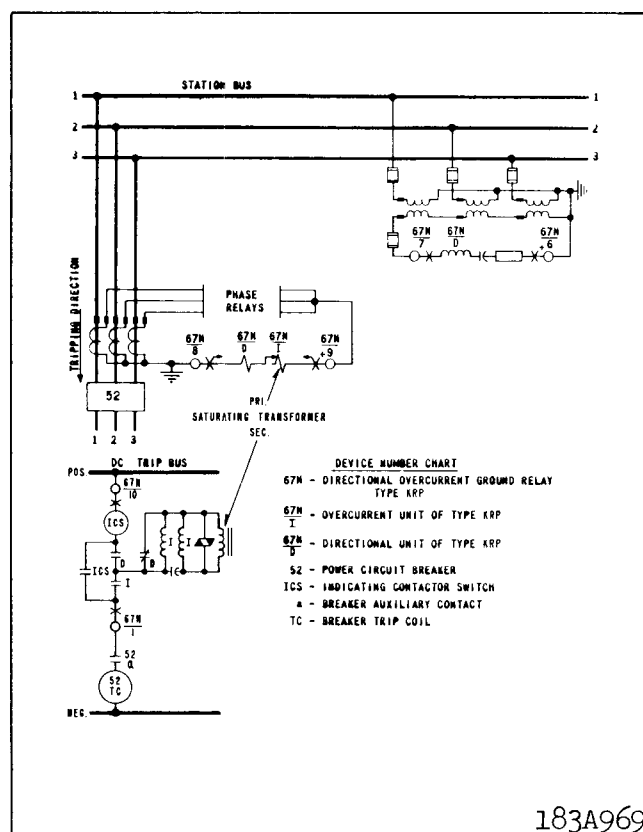 STATION BUS
1 1
2 2
3 3
67N 67N 67N
7 D +6
PHASE
RELAYS
TRIPPING DIRECTION
67N 67N 67N 67N
8 D I +9
52
PRI.
SATURATING TRANSFORMER
SEC.
1 2 3
DC TRIP BUS
POS.
67N
10
ICS
D I I
D
ICS
I
67N
1
52
a
52
TC
NEG.
DEVICE NUMBER CHART
67N - DIRECTIONAL OVERCURRENT GROUND RELAY
TYPE KRP
67N
I - OVERCURRENT UNIT OF TYPE KRP
67N
D - DIRECTIONAL UNIT OF TYPE KRP
52 - POWER CIRCUIT BREAKER
ICS - INDICATING CONTACTOR SWITCH
a - BREAKER AUXILIARY CONTACT
TC - BREAKER TRIP COIL
183A969